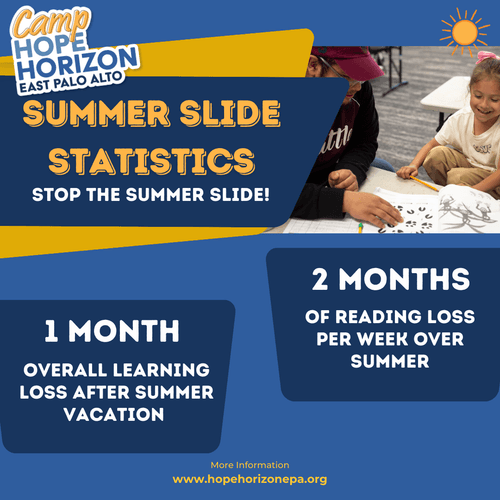 Camp
HOPE
HORIZON
EAST PALO ALTO
SUMMER SLIDE
STATISTICS
STOP THE SUMMER SLIDE!
2 MONTHS
OF READING LOSS
PER WEEK OVER
SUMMER
1 MONTH
OVERALL LEARNING
LOSS AFTER SUMMER
VACATION
More Information
www.hopehorizonepa.org